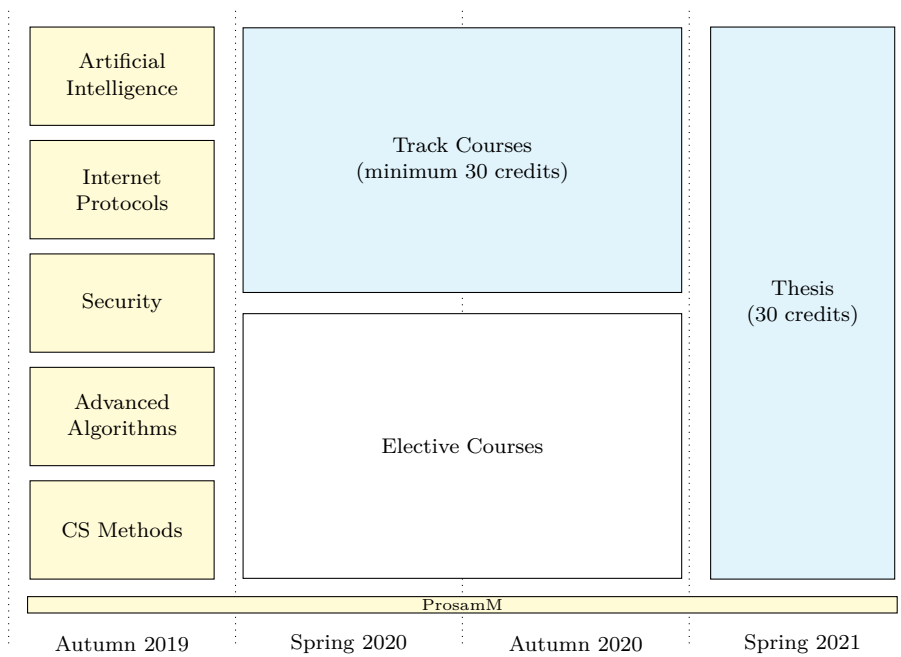 Artificial
Intelligence
Internet
Protocols
Security
Advanced
Algorithms
CS Methods
Track Courses
(minimum 30 credits)
Elective Courses
Thesis
(30 credits)
ProsamM
Autumn 2019
Spring 2020
Autumn 2020
Spring 2021